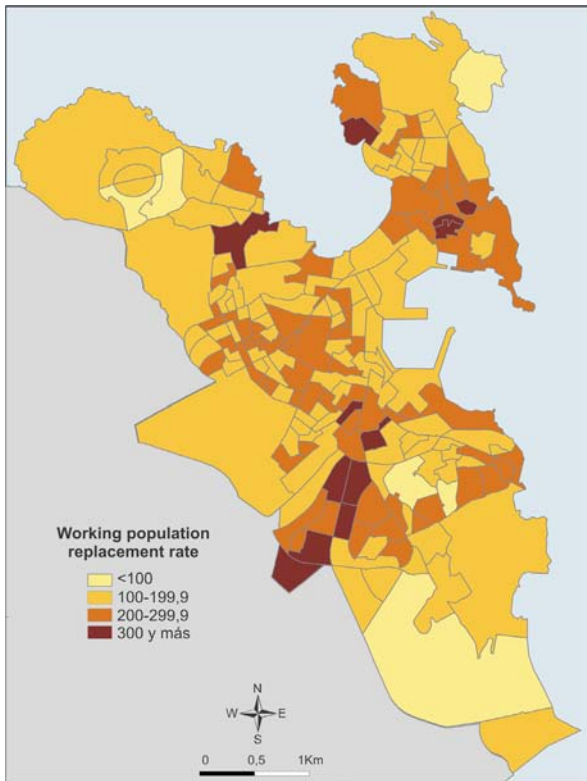 Working population
replacement rate
<100
100-199,9
200-299,9
300 y más
N
W E
S
0 0,5 1Km